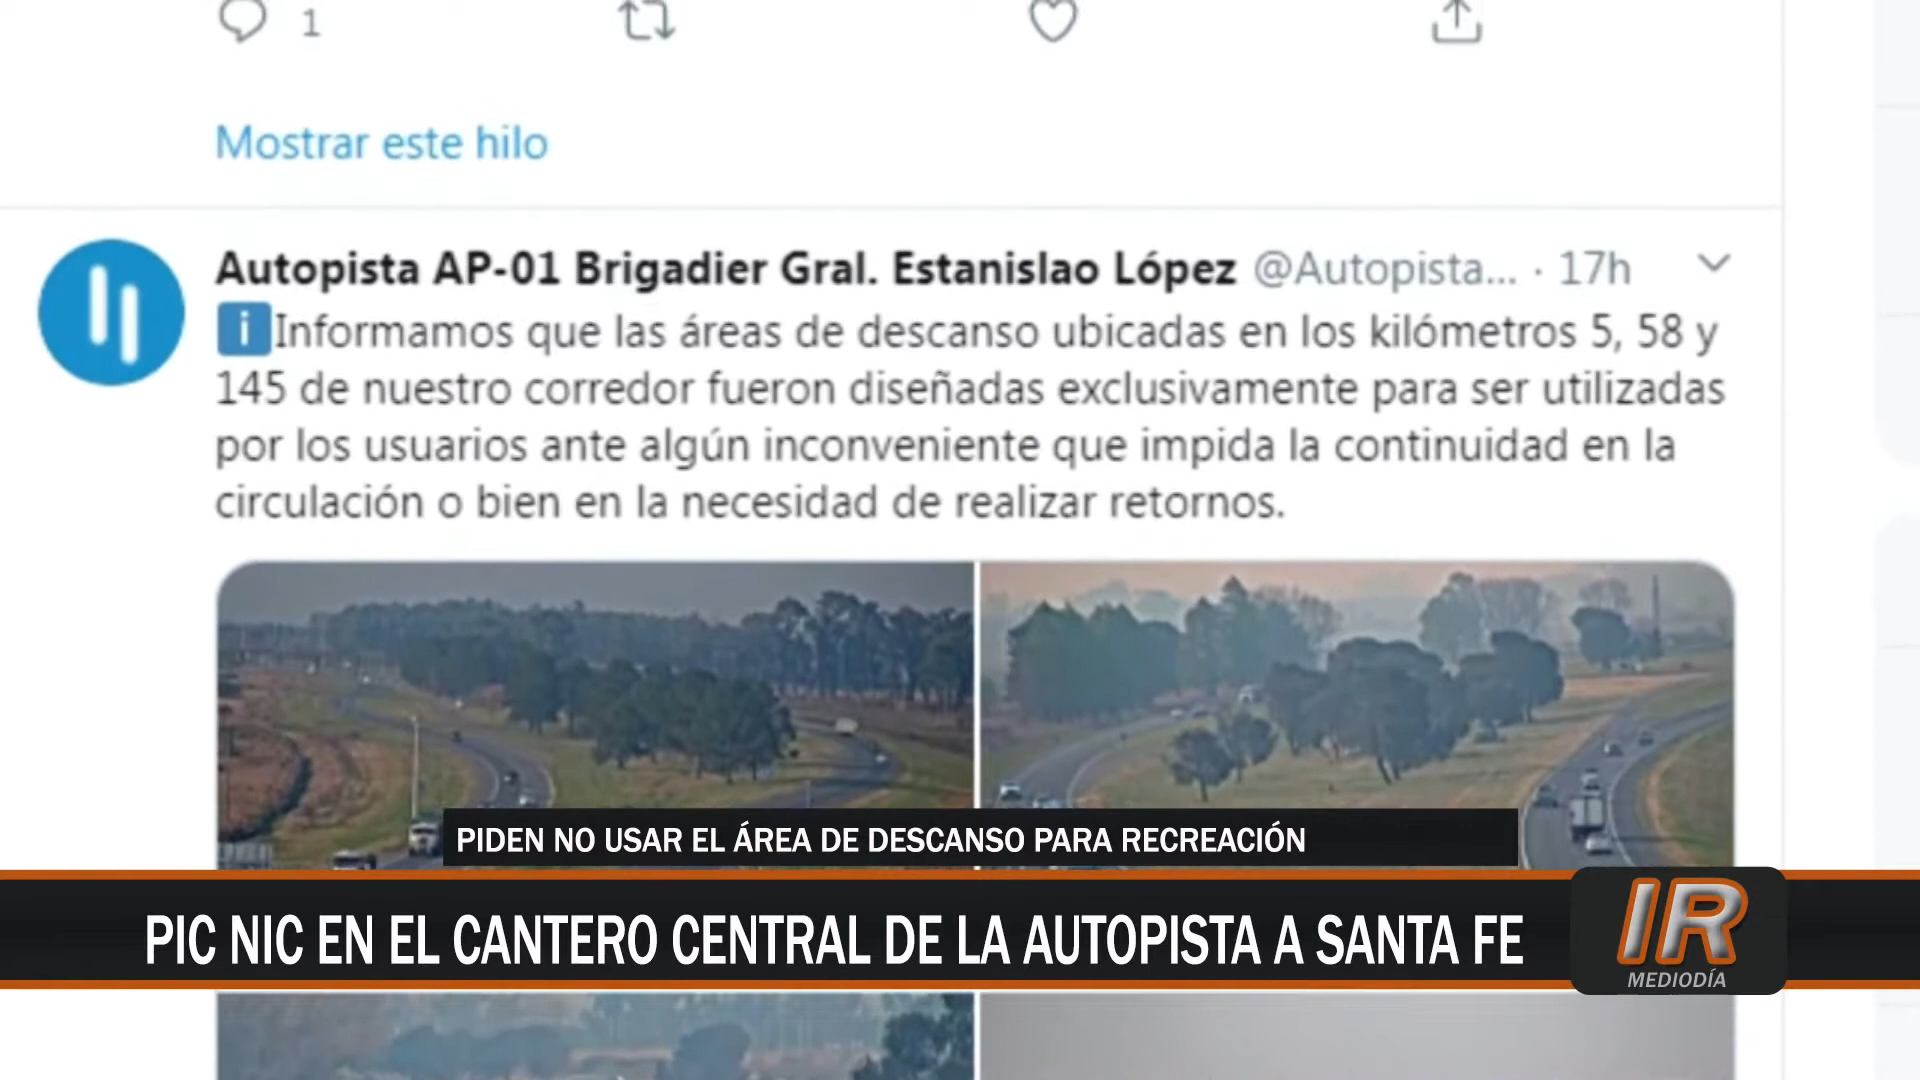 1
Mostrar este hilo
Autopista AP-01 Brigadier Gral. Estanislao López @Autopista... · 17h
ℹ️Informamos que las áreas de descanso ubicadas en los kilómetros 5, 58 y
145 de nuestro corredor fueron diseñadas exclusivamente para ser utilizadas
por los usuarios ante algún inconveniente que impida la continuidad en la
circulación o bien en la necesidad de realizar retornos.
PIDEN NO USAR EL ÁREA DE DESCANSO PARA RECREACIÓN
PIC NIC EN EL CANTERO CENTRAL DE LA AUTOPISTA A SANTA FE
IR
MEDIODÍA